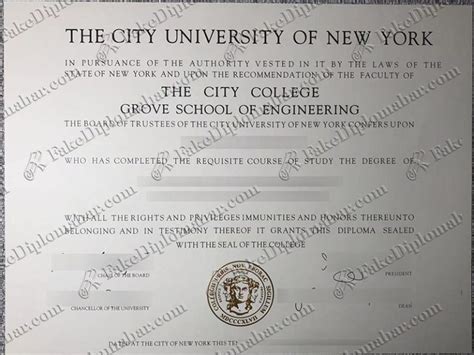 THE CITY UNIVERSITY OF NEW YORK
IN PURSUANCE OF THE AUTHORITY VESTED IN IT BY THE LAWS OF THE
STATE OF NEW YORK AND UPON THE RECOMMENDATION OF THE FACULTY OF
THE CITY COLLEGE
GROVE SCHOOL OF ENGINEERING
THE BOARD OF TRUSTEES OF THE CITY UNIVERSITY OF NEW YORK CONFERS UPON
WHO HAS COMPLETED THE REQUISITE COURSE OF STUDY THE DEGREE OF
WITH ALL THE RIGHTS AND PRIVILEGES IMMUNITIES AND HONORS THEREUNTO
BELONGING AND IN TESTIMONY THEREOF IT GRANTS THIS DIPLOMA SEALED
WITH THE SEAL OF THE COLLEGE
CHAIR OF THE BOARD
PRESIDENT
CHANCELLOR OF THE UNIVERSITY
DEAN
DATED AT THE CITY OF NEW YORK THIS
MDCCCXLVII
FakeDiplomabar.com